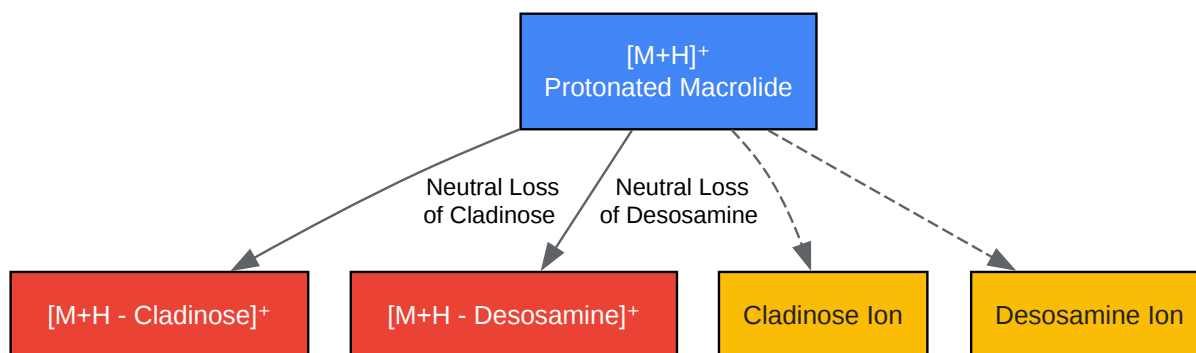 [M+H]⁺
Protonated Macrolide
Neutral Loss
of Cladinose
Neutral Loss
of Desosamine
[M+H - Cladinose]⁺
[M+H - Desosamine]⁺
Cladinose Ion
Desosamine Ion